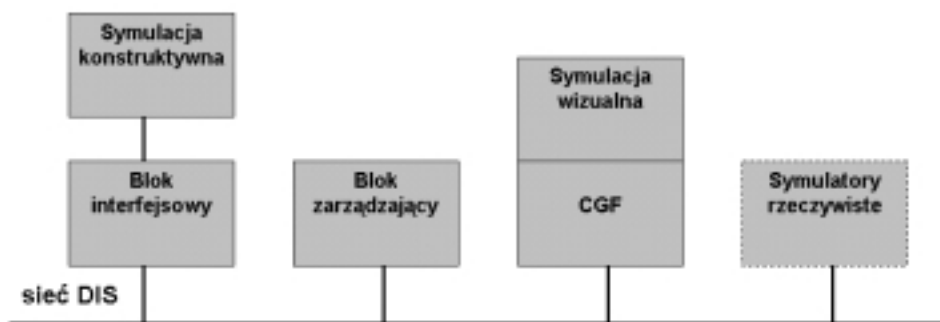 Symulacja
konstruktywna
Symulacja
wizualna
Blok
interfejsowy
Blok
zarządzający
CGF
Symulatory
rzeczywiste
sieć DIS